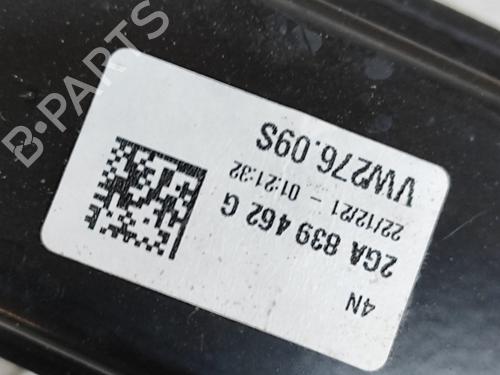 4N
2GA 839 462 G
22/12/21 - 01:21:32
VW276.09S
B-PARTS